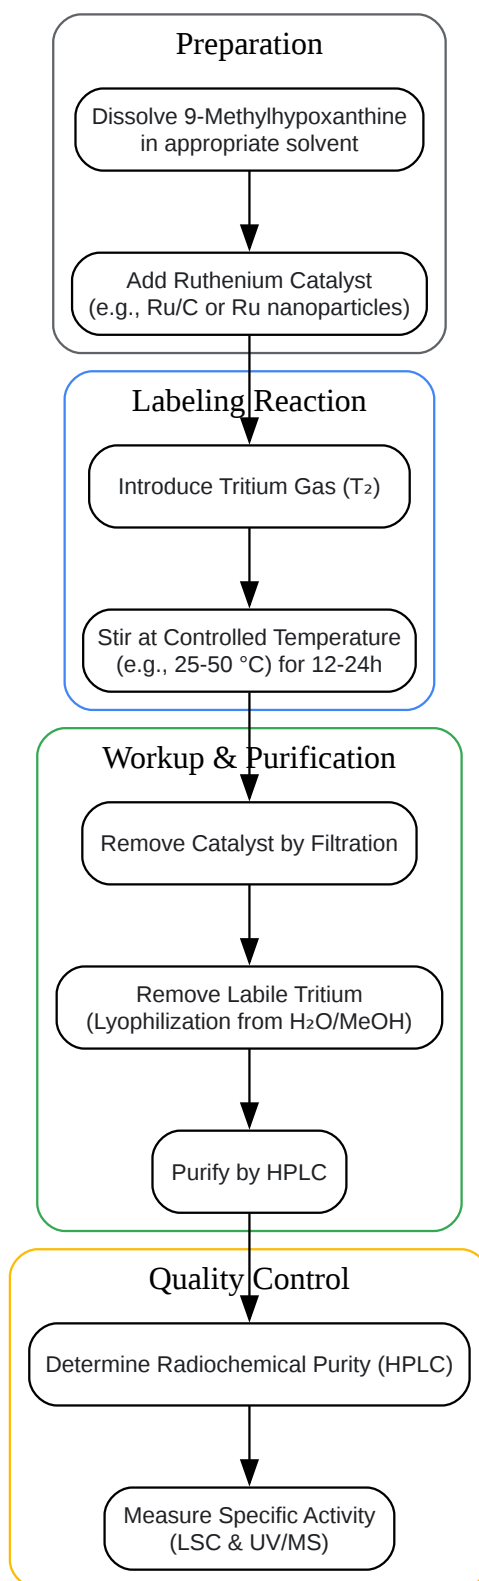 Preparation
Dissolve 9-Methylhypoxanthine
in appropriate solvent
Add Ruthenium Catalyst
(e.g., Ru/C or Ru nanoparticles)
Labeling Reaction
Introduce Tritium Gas (T₂)
Stir at Controlled Temperature
(e.g., 25-50 °C) for 12-24h
Workup & Purification
Remove Catalyst by Filtration
Remove Labile Tritium
(Lyophilization from H₂O/MeOH)
Purify by HPLC
Quality Control
Determine Radiochemical Purity (HPLC)
Measure Specific Activity
(LSC & UV/MS)